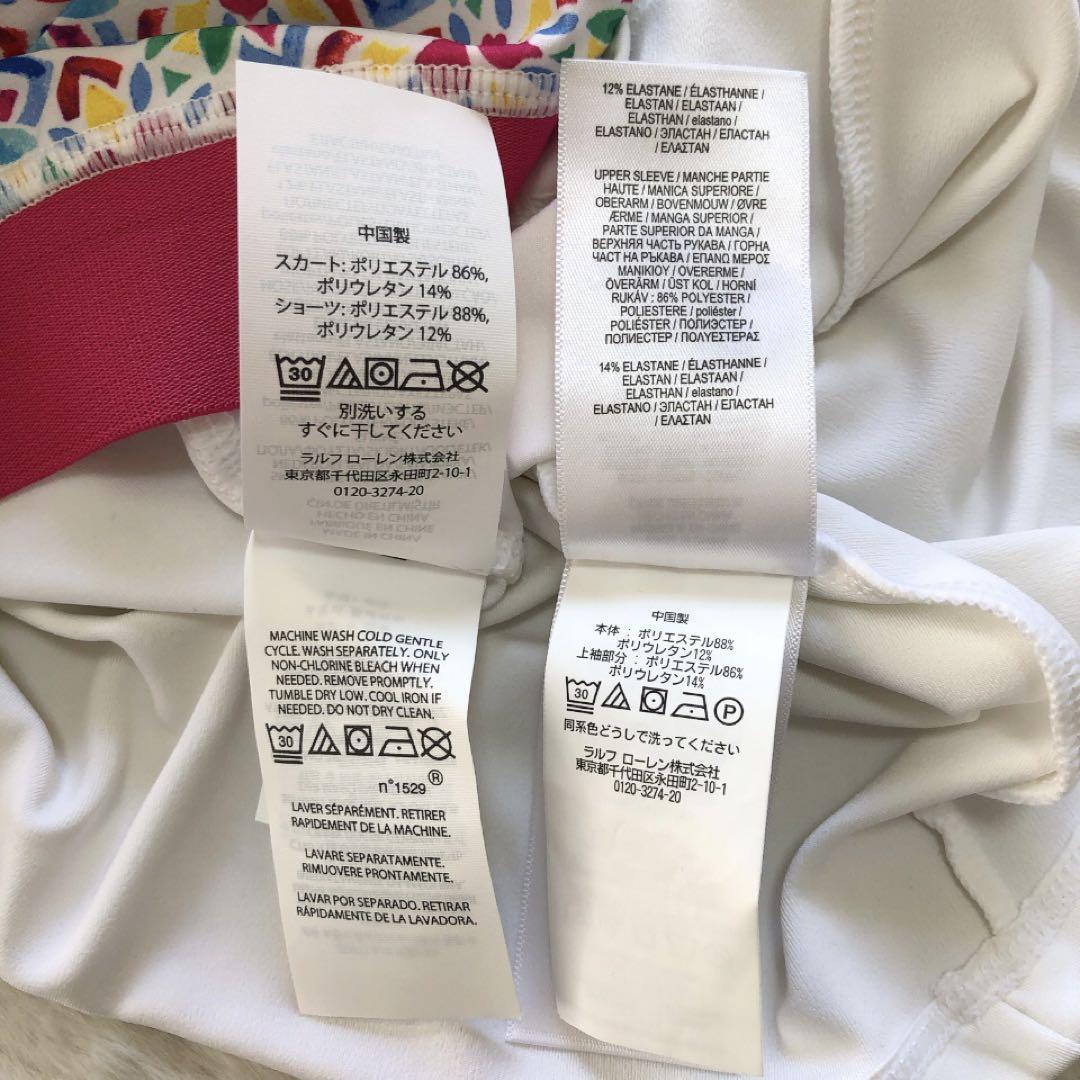 中国製
スカート: ポリエステル 86%,
ポリウレタン 14%
ショーツ: ポリエステル 88%,
ポリウレタン 12%
30
別洗いする
すぐに干してください
ラルフ ローレン株式会社
東京都千代田区永田町2-10-1
0120-3274-20
ÇIN'DE ÜRETILMISTIR
HECHO EN CHINA
FABRIQUÉ EN CHINE
MADE IN CHINA
MACHINE WASH COLD GENTLE
CYCLE. WASH SEPARATELY. ONLY
NON-CHLORINE BLEACH WHEN
NEEDED. REMOVE PROMPTLY.
TUMBLE DRY LOW. COOL IRON IF
NEEDED. DO NOT DRY CLEAN.
30
n°1529®
LAVER SÉPARÉMENT. RETIRER
RAPIDEMENT DE LA MACHINE.
LAVARE SEPARATAMENTE.
RIMUOVERE PRONTAMENTE.
LAVAR POR SEPARADO. RETIRAR
RÁPIDAMENTE DE LA LAVADORA.
12% ELASTANE / ÉLASTHANNE /
ELASTAN / ELASTAAN /
ELASTHAN / elastano /
ELASTANO / ЭЛАСТАН / ЕЛАСТАН
/ ΕΛΑΣΤΑΝ
UPPER SLEEVE / MANCHE PARTIE
HAUTE / MANICA SUPERIORE /
OBERARM / BOVENMOUW / ØVRE
ÆRME / MANGA SUPERIOR /
PARTE SUPERIOR DA MANGA /
ВЕРХНЯЯ ЧАСТЬ РУКАВА / ГОРНА
ЧАСТ НА РЪКАВА / ΕΠΑΝΩ ΜΕΡΟΣ
ΜΑΝΙΚΙΟΥ / OVERERME /
ÖVERÄRM / ÜST KOL / HORNÍ
RUKÁV : 86% POLYESTER /
POLIESTERE / poliéster /
POLIÉSTER / ПОЛИЭСТЕР /
ПОЛИЕСТЕР / ΠΟΛΥΕΣΤΕΡΑΣ
14% ELASTANE / ÉLASTHANNE /
ELASTAN / ELASTAAN /
ELASTHAN / elastano /
ELASTANO / ЭЛАСТАН / ЕЛАСТАН
/ ΕΛΑΣΤΑΝ
中国製
本体 : ポリエステル88%
ポリウレタン12%
上袖部分 : ポリエステル86%
ポリウレタン14%
30 P
同系色どうしで洗ってください
ラルフ ローレン株式会社
東京都千代田区永田町2-10-1
0120-3274-20